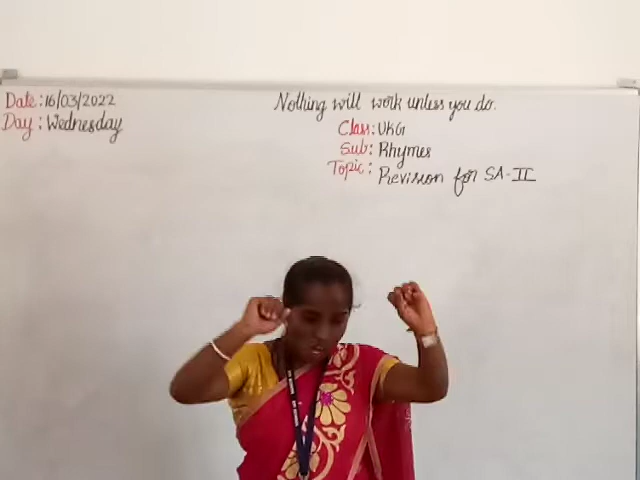 Date: 16/03/2022
Day: Wednesday
Nothing will work unless you do.
Class: UKG
Sub: Rhymes
Topic: Revision for SA-II